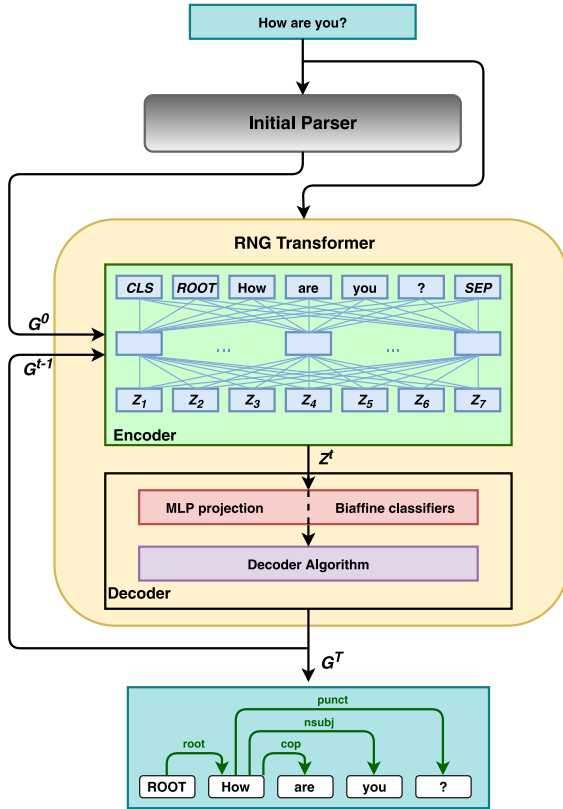 How are you?
Initial Parser
RNG Transformer
CLS ROOT How are you ? SEP
G⁰
... ...
Gᵗ⁻¹
Z₁ Z₂ Z₃ Z₄ Z₅ Z₆ Z₇
Encoder
Zᵗ
MLP projection Biaffine classifiers
Decoder Algorithm
Decoder
Gᵀ
punct
nsubj
root cop
ROOT How are you ?